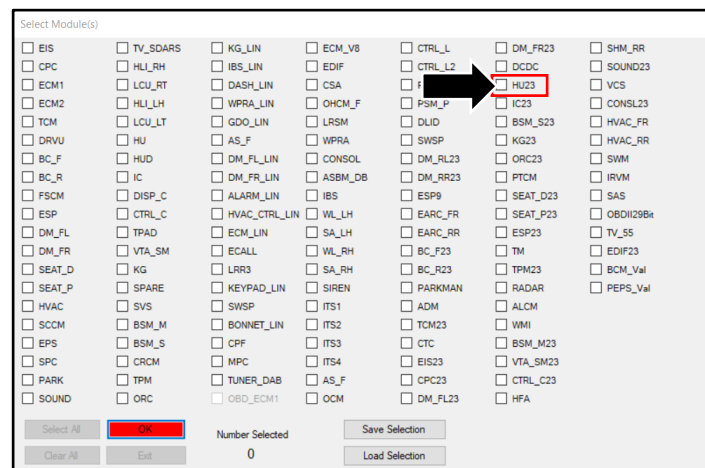 Select Module(s)
EIS TV_SDARS KG_LIN ECM_V8 CTRL_L DM_FR23 SHM_RR
CPC HLI_RH IBS_LIN EDIF CTRL_L2 DCDC SOUND23
ECM1 LCU_RT DASH_LIN CSA HU23 VCS
ECM2 HLI_LH WPRA_LIN OHCM_F PSM_P IC23 CONSL23
TCM LCU_LT GDO_LIN LRSM DLID BSM_S23 HVAC_FR
DRVU HU AS_F WPRA SWSP KG23 HVAC_RR
BC_F HUD DM_FL_LIN CONSOL DM_RL23 ORC23 SWM
BC_R IC DM_FR_LIN ASBM_DB DM_RR23 PTCM IRVM
FSCM DISP_C ALARM_LIN IBS ESP9 SEAT_D23 SAS
ESP CTRL_C HVAC_CTRL_LIN WL_LH EARC_FR SEAT_P23 OBDII29Bit
DM_FL TPAD ECM_LIN SA_LH EARC_RR ESP23 TV_55
DM_FR VTA_SM ECALL WL_RH BC_F23 TM EDIF23
SEAT_D KG LRR3 SA_RH BC_R23 TPM23 BCM_Val
SEAT_P SPARE KEYPAD_LIN SIREN PARKMAN RADAR PEPS_Val
HVAC SVS SWSP ITS1 ADM ALCM
SCCM BSM_M BONNET_LIN ITS2 TCM23 WMI
EPS BSM_S CPF ITS3 CTC BSM_M23
SPC CRCM MPC ITS4 EIS23 VTA_SM23
PARK TPM TUNER_DAB AS_F CPC23 CTRL_C23
SOUND ORC OBD_ECM1 OCM DM_FL23 HFA
Select All OK Number Selected Save Selection
Clear All Exit 0 Load Selection